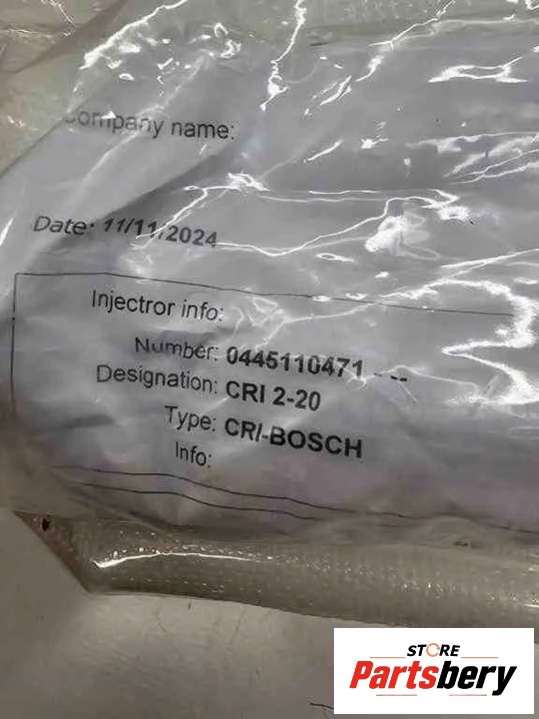 Company name:
Date: 11/11/2024
Injectror info:
Number: 0445110471 - --
Designation: CRI 2-20
Type: CRI-BOSCH
Info:
STORE
Partsbery